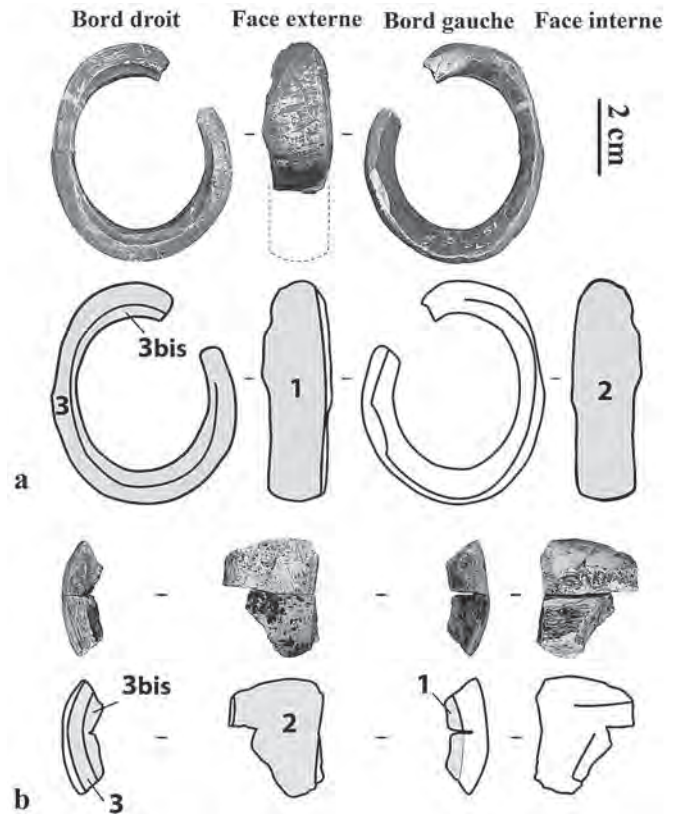 Bord droit Face externe Bord gauche Face interne
2 cm
3bis
3 1 2
a
3bis 1
2
3
b